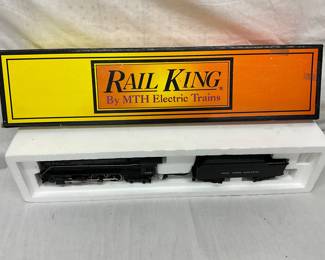 RAIL KING
By MTH Electric Trains